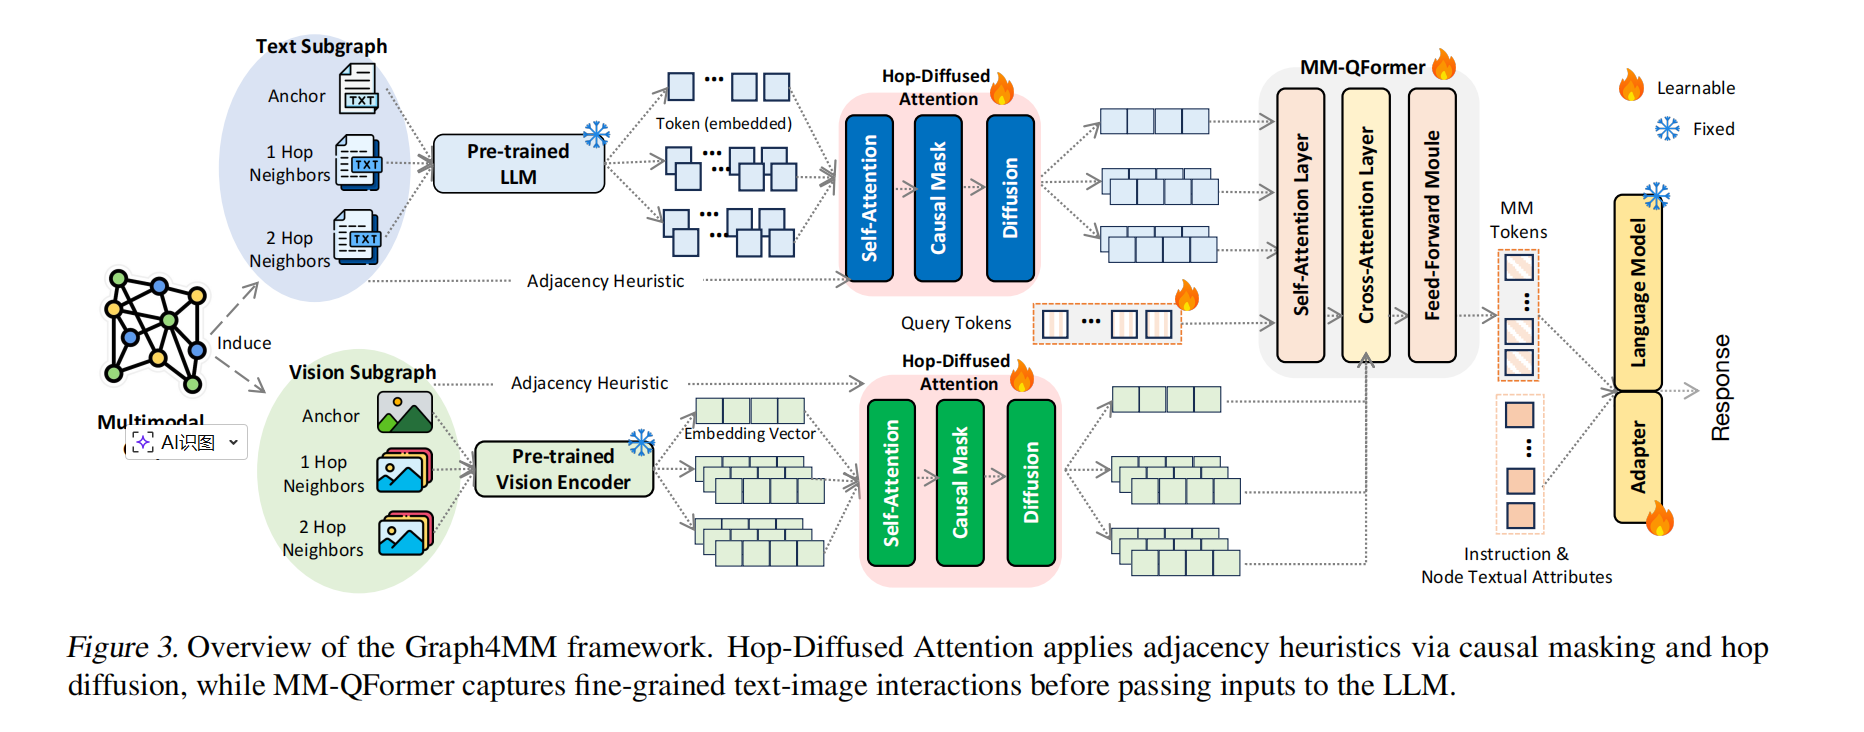 Text Subgraph
Anchor
TXT
1 Hop
Neighbors
TXT
2 Hop
Neighbors
TXT
Pre-trained
LLM
Token (embedded)
Adjacency Heuristic
Hop-Diffused
Attention
Self-Attention
Causal Mask
Diffusion
Query Tokens
MM-QFormer
Self-Attention Layer
Cross-Attention Layer
Feed-Forward Moule
Learnable
Fixed
MM
Tokens
Language Model
Adapter
Response
Instruction &
Node Textual Attributes
Induce
Multimodal
AI识图
Vision Subgraph
Anchor
1 Hop
Neighbors
2 Hop
Neighbors
Adjacency Heuristic
Pre-trained
Vision Encoder
Embedding Vector
Hop-Diffused
Attention
Self-Attention
Causal Mask
Diffusion
Figure 3. Overview of the Graph4MM framework. Hop-Diffused Attention applies adjacency heuristics via causal masking and hop
diffusion, while MM-QFormer captures fine-grained text-image interactions before passing inputs to the LLM.